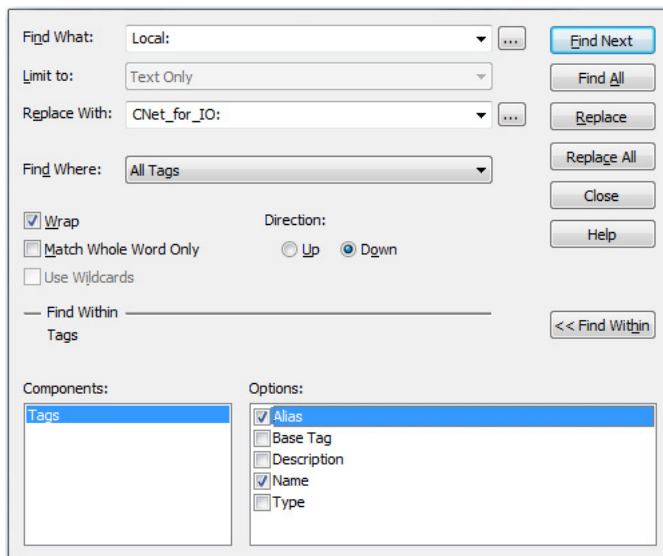 Find What: Local: ... Find Next
Limit to: Text Only Find All
Replace With: CNet_for_IO: ... Replace
Find Where: All Tags Replace All
Close
Wrap Direction: Help
Match Whole Word Only Up Down
Use Wildcards
Find Within << Find Within
Tags
Components: Options:
Tags Alias
Base Tag
Description
Name
Type